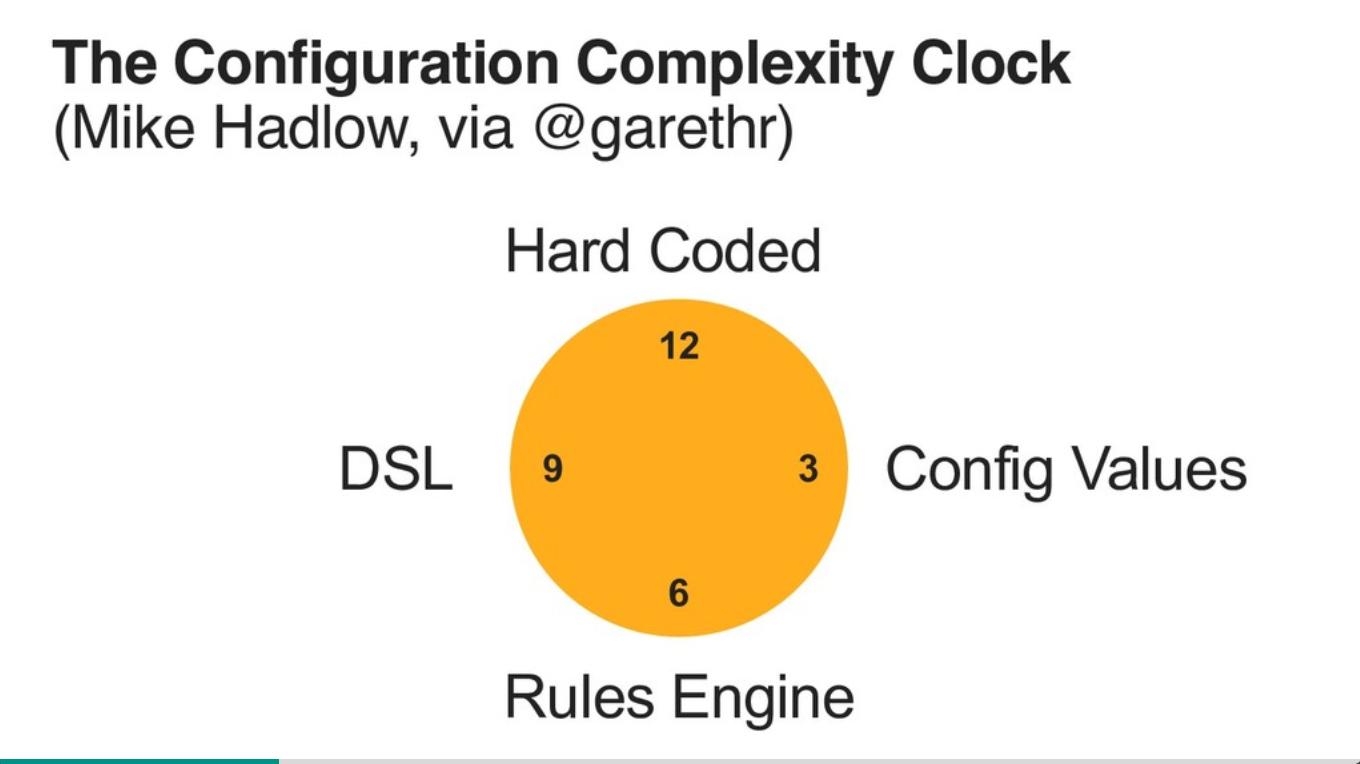 The Configuration Complexity Clock
(Mike Hadlow, via @garethr)
Hard Coded
12
DSL
9
3
Config Values
6
Rules Engine